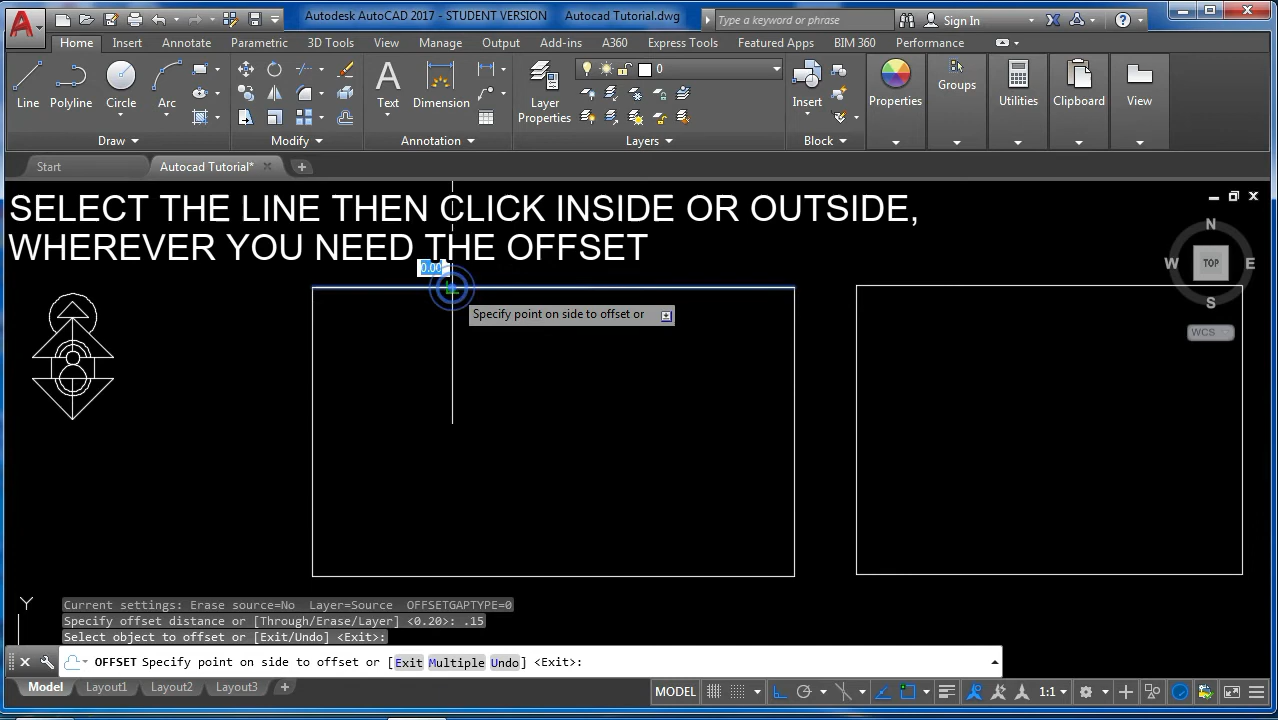 Autodesk AutoCAD 2017 - STUDENT VERSION Autocad Tutorial.dwg
Type a keyword or phrase
Sign In
Home Insert Annotate Parametric 3D Tools View Manage Output Add-ins A360 Express Tools Featured Apps BIM 360 Performance
0
Line Polyline Circle Arc Text Dimension Layer Properties Insert Properties Groups Utilities Clipboard View
Draw Modify Annotation Layers Block
Start Autocad Tutorial*
SELECT THE LINE THEN CLICK INSIDE OR OUTSIDE,
WHEREVER YOU NEED THE OFFSET
N
W TOP E
S
WCS
0.00
Specify point on side to offset or
Y
Current settings: Erase source=No Layer=Source OFFSETGAPTYPE=0
Specify offset distance or [Through/Erase/Layer] <0.20>: .15
Select object to offset or [Exit/Undo] <Exit>:
OFFSET Specify point on side to offset or [Exit Multiple Undo] <Exit>:
Model Layout1 Layout2 Layout3 MODEL 1:1